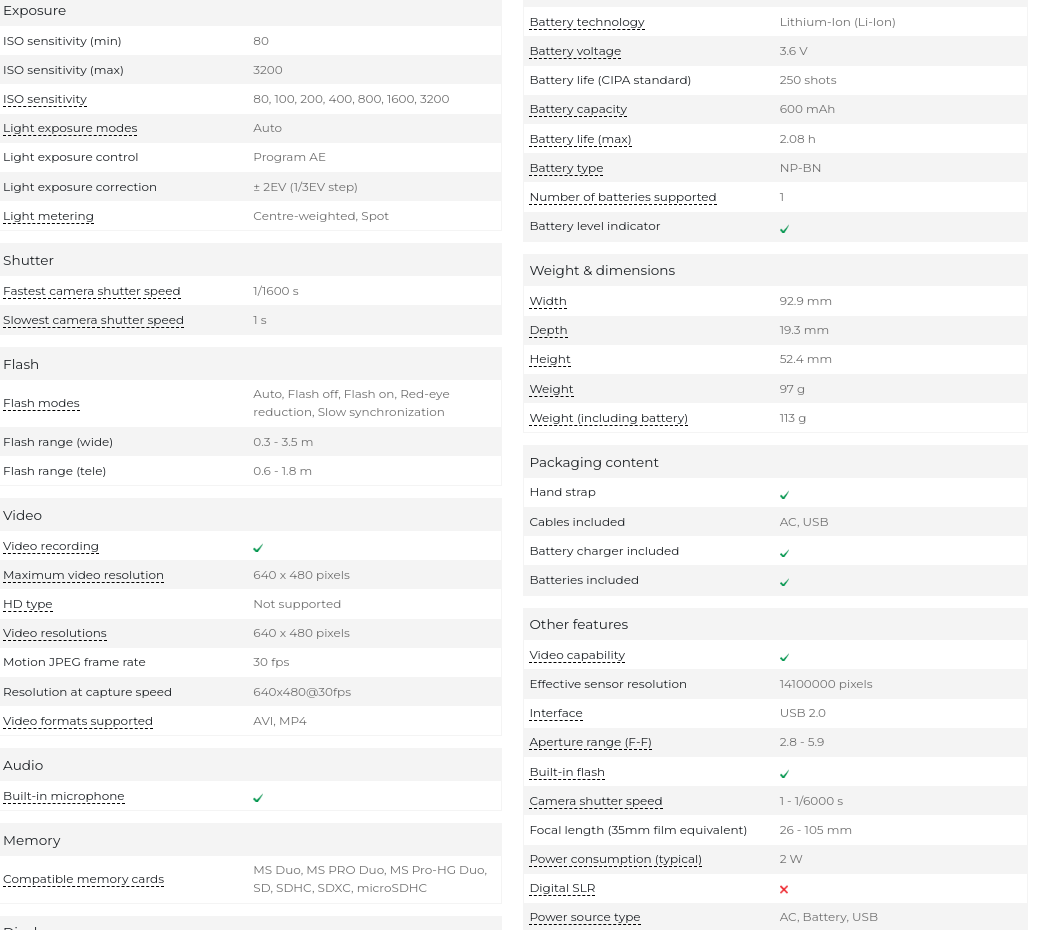 Exposure
ISO sensitivity (min) 80
ISO sensitivity (max) 3200
ISO sensitivity 80, 100, 200, 400, 800, 1600, 3200
Light exposure modes Auto
Light exposure control Program AE
Light exposure correction ± 2EV (1/3EV step)
Light metering Centre-weighted, Spot
Shutter
Fastest camera shutter speed 1/1600 s
Slowest camera shutter speed 1 s
Flash
Flash modes Auto, Flash off, Flash on, Red-eye
reduction, Slow synchronization
Flash range (wide) 0.3 - 3.5 m
Flash range (tele) 0.6 - 1.8 m
Video
Video recording
Maximum video resolution 640 x 480 pixels
HD type Not supported
Video resolutions 640 x 480 pixels
Motion JPEG frame rate 30 fps
Resolution at capture speed 640x480@30fps
Video formats supported AVI, MP4
Audio
Built-in microphone
Memory
Compatible memory cards MS Duo, MS PRO Duo, MS Pro-HG Duo,
SD, SDHC, SDXC, microSDHC
Battery technology Lithium-Ion (Li-Ion)
Battery voltage 3.6 V
Battery life (CIPA standard) 250 shots
Battery capacity 600 mAh
Battery life (max) 2.08 h
Battery type NP-BN
Number of batteries supported 1
Battery level indicator
Weight & dimensions
Width 92.9 mm
Depth 19.3 mm
Height 52.4 mm
Weight 97 g
Weight (including battery) 113 g
Packaging content
Hand strap
Cables included AC, USB
Battery charger included
Batteries included
Other features
Video capability
Effective sensor resolution 14100000 pixels
Interface USB 2.0
Aperture range (F-F) 2.8 - 5.9
Built-in flash
Camera shutter speed 1 - 1/6000 s
Focal length (35mm film equivalent) 26 - 105 mm
Power consumption (typical) 2 W
Digital SLR
Power source type AC, Battery, USB